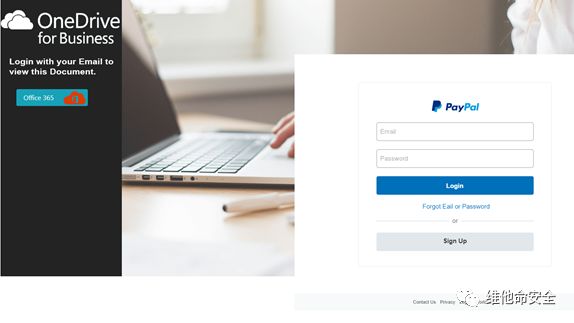 OneDrive
for Business
Login with your Email to
view this Document.
Office 365
PayPal
Email
Password
Login
Forgot Eail or Password
or
Sign Up
Contact Us Privacy
维他命安全